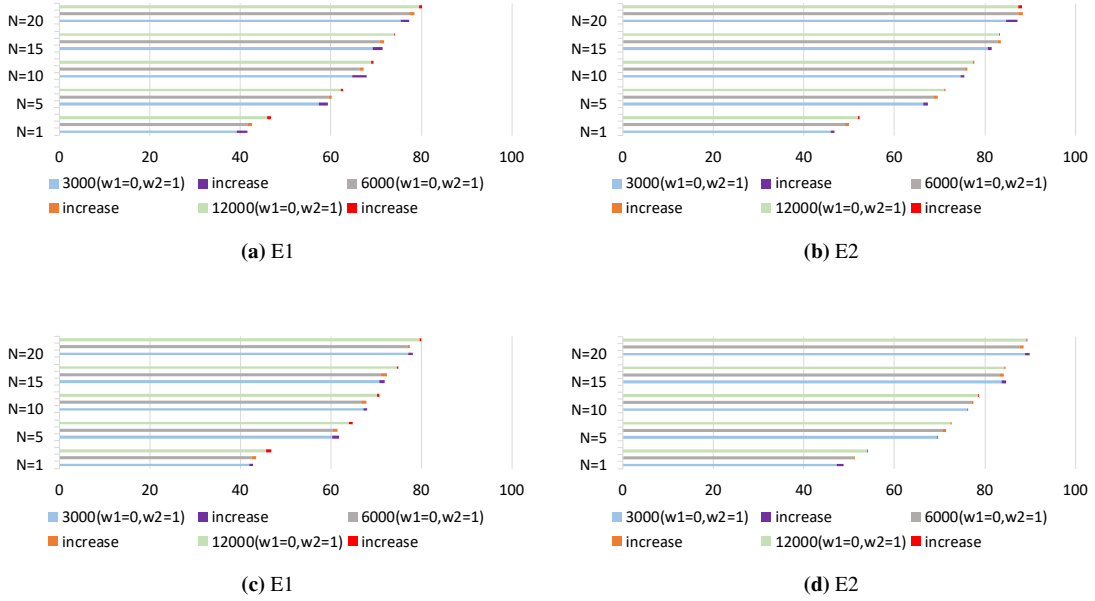 N=20
N=15
N=10
N=5
N=1
0 20 40 60 80 100
3000(w1=0,w2=1) increase 6000(w1=0,w2=1)
increase 12000(w1=0,w2=1) increase
(a) E1
N=20
N=15
N=10
N=5
N=1
0 20 40 60 80 100
3000(w1=0,w2=1) increase 6000(w1=0,w2=1)
increase 12000(w1=0,w2=1) increase
(b) E2
N=20
N=15
N=10
N=5
N=1
0 20 40 60 80 100
3000(w1=0,w2=1) increase 6000(w1=0,w2=1)
increase 12000(w1=0,w2=1) increase
(c) E1
N=20
N=15
N=10
N=5
N=1
0 20 40 60 80 100
3000(w1=0,w2=1) increase 6000(w1=0,w2=1)
increase 12000(w1=0,w2=1) increase
(d) E2